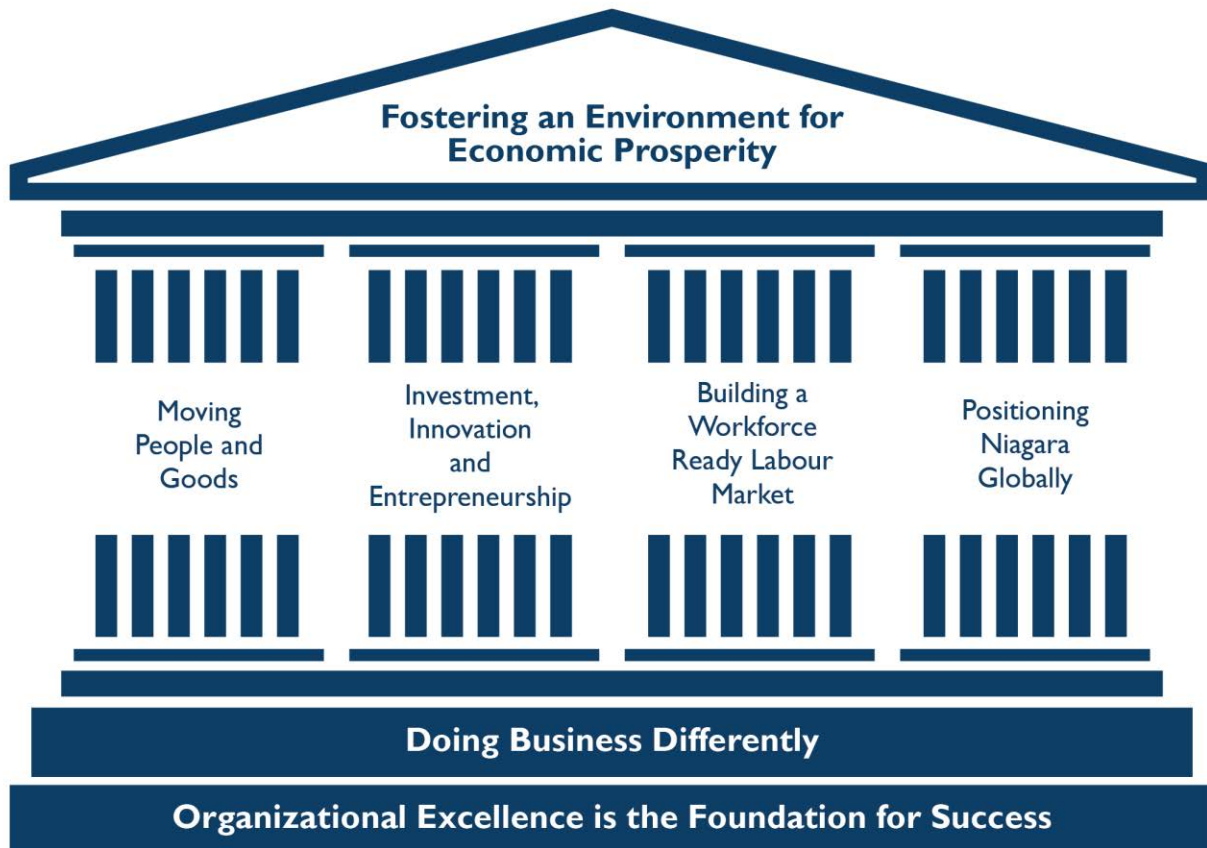 Fostering an Environment for
Economic Prosperity
Moving
People and
Goods
Investment,
Innovation
and
Entrepreneurship
Building a
Workforce
Ready Labour
Market
Positioning
Niagara
Globally
Doing Business Differently
Organizational Excellence is the Foundation for Success